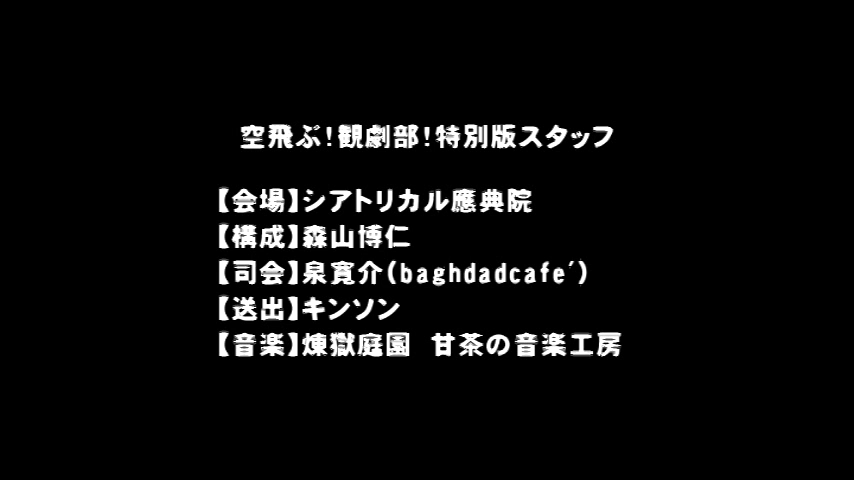 空飛ぶ!観劇部!特別版スタッフ
【会場】シアトリカル應典院
【構成】森山博仁
【司会】泉寛介(baghdadcafe')
【送出】キンソン
【音楽】煉獄庭園　甘茶の音楽工房